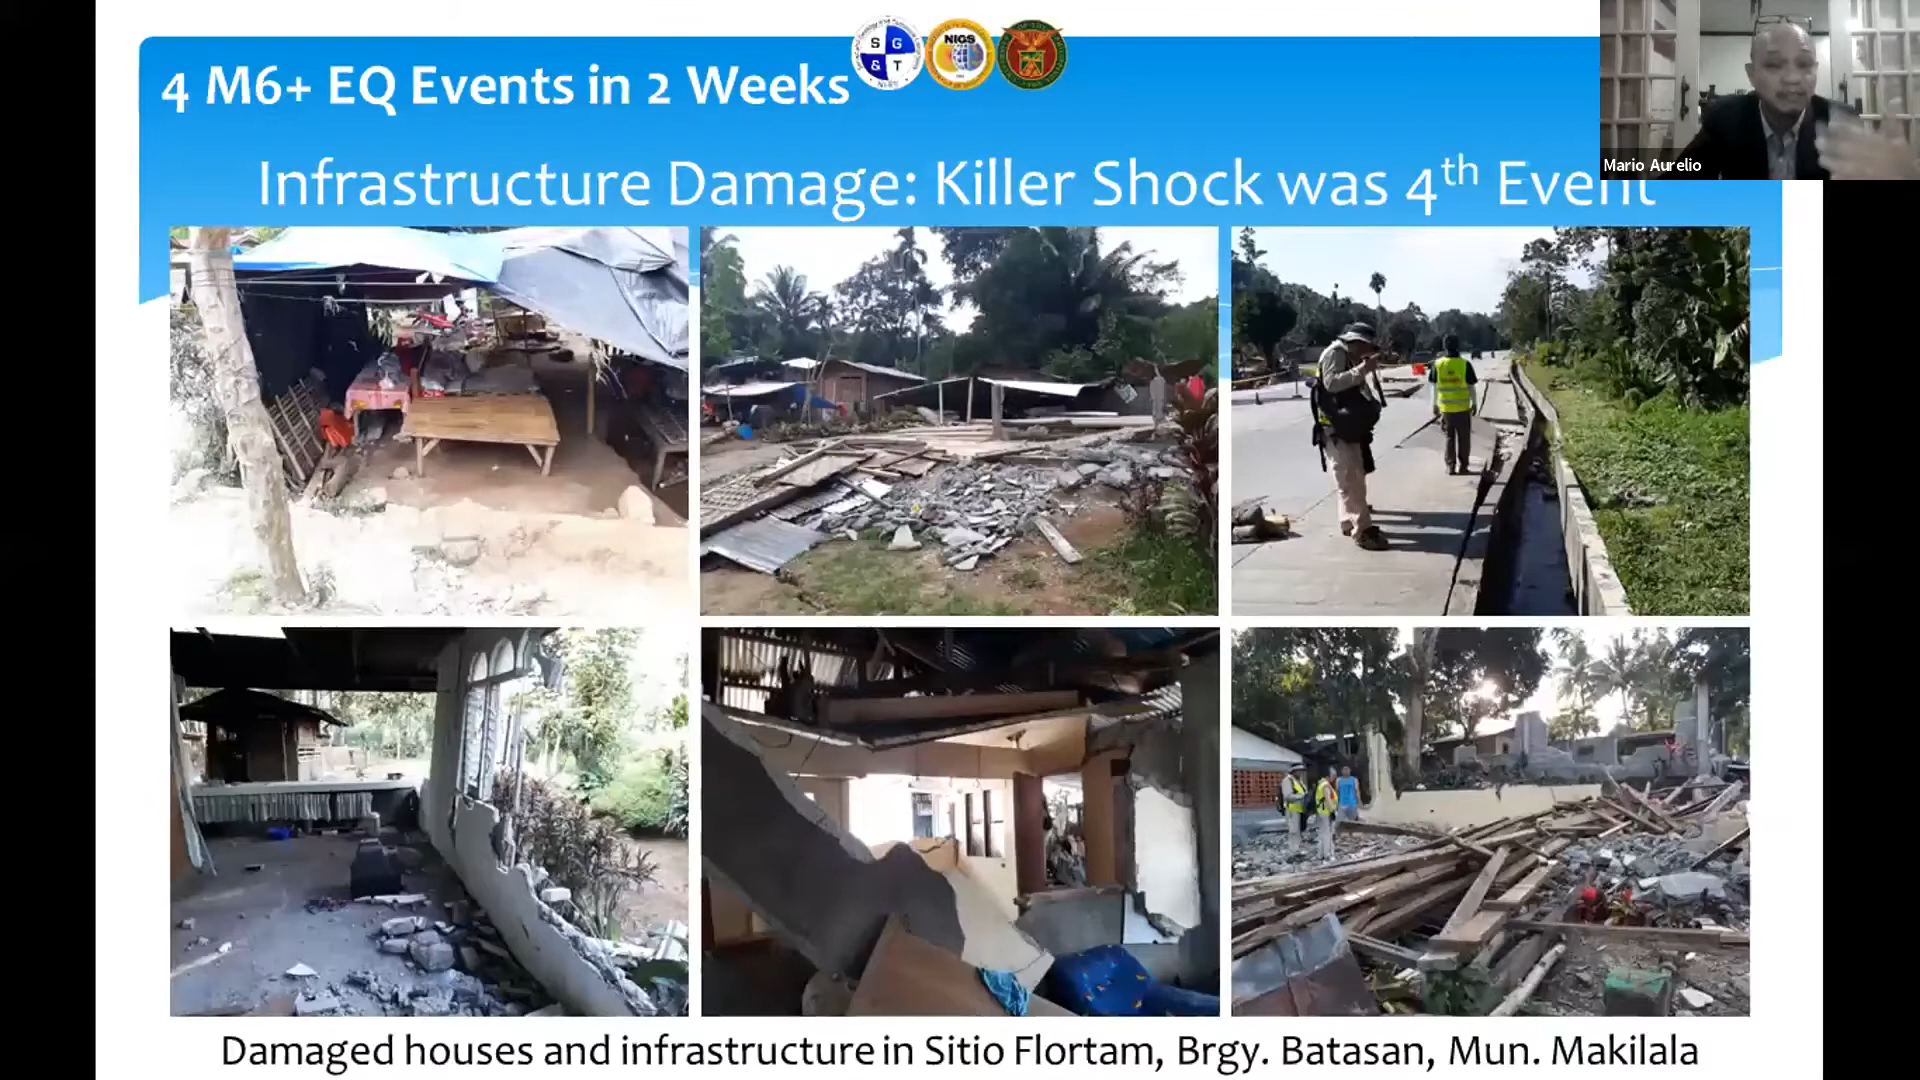 4 M6+ EQ Events in 2 Weeks
S G
& T
NIGS
Mario Aurelio
Infrastructure Damage: Killer Shock was 4th Event
Damaged houses and infrastructure in Sitio Flortam, Brgy. Batasan, Mun. Makilala